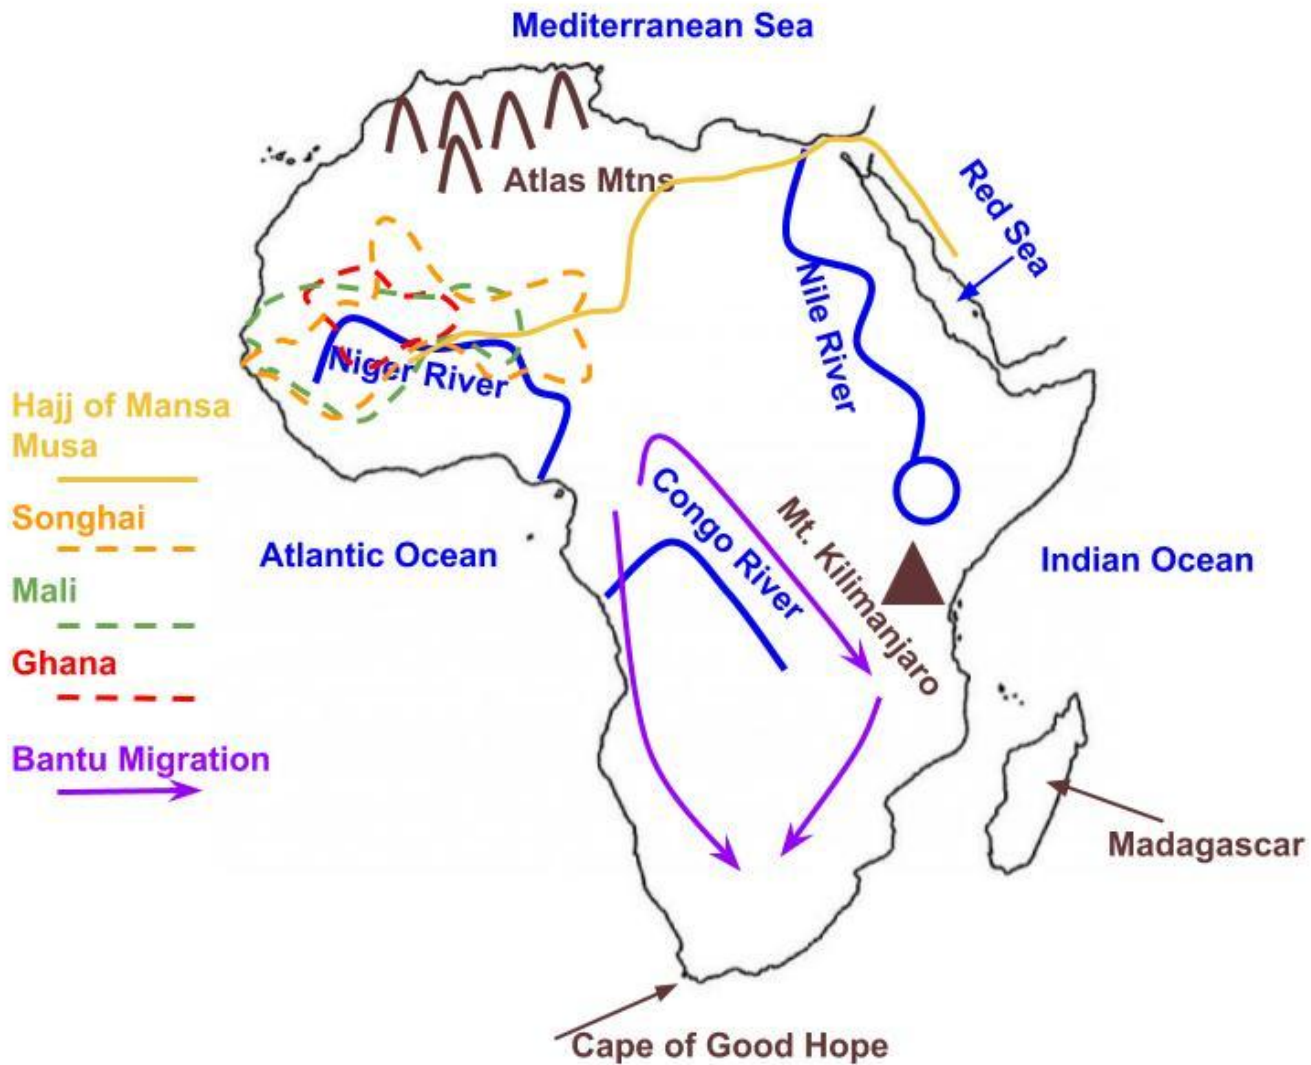 Mediterranean Sea
Atlas Mtns
Red Sea
Nile River
Niger River
Hajj of Mansa
Musa
Songhai
Mali
Ghana
Bantu Migration
Atlantic Ocean
Congo River
Mt. Kilimanjaro
Indian Ocean
Madagascar
Cape of Good Hope